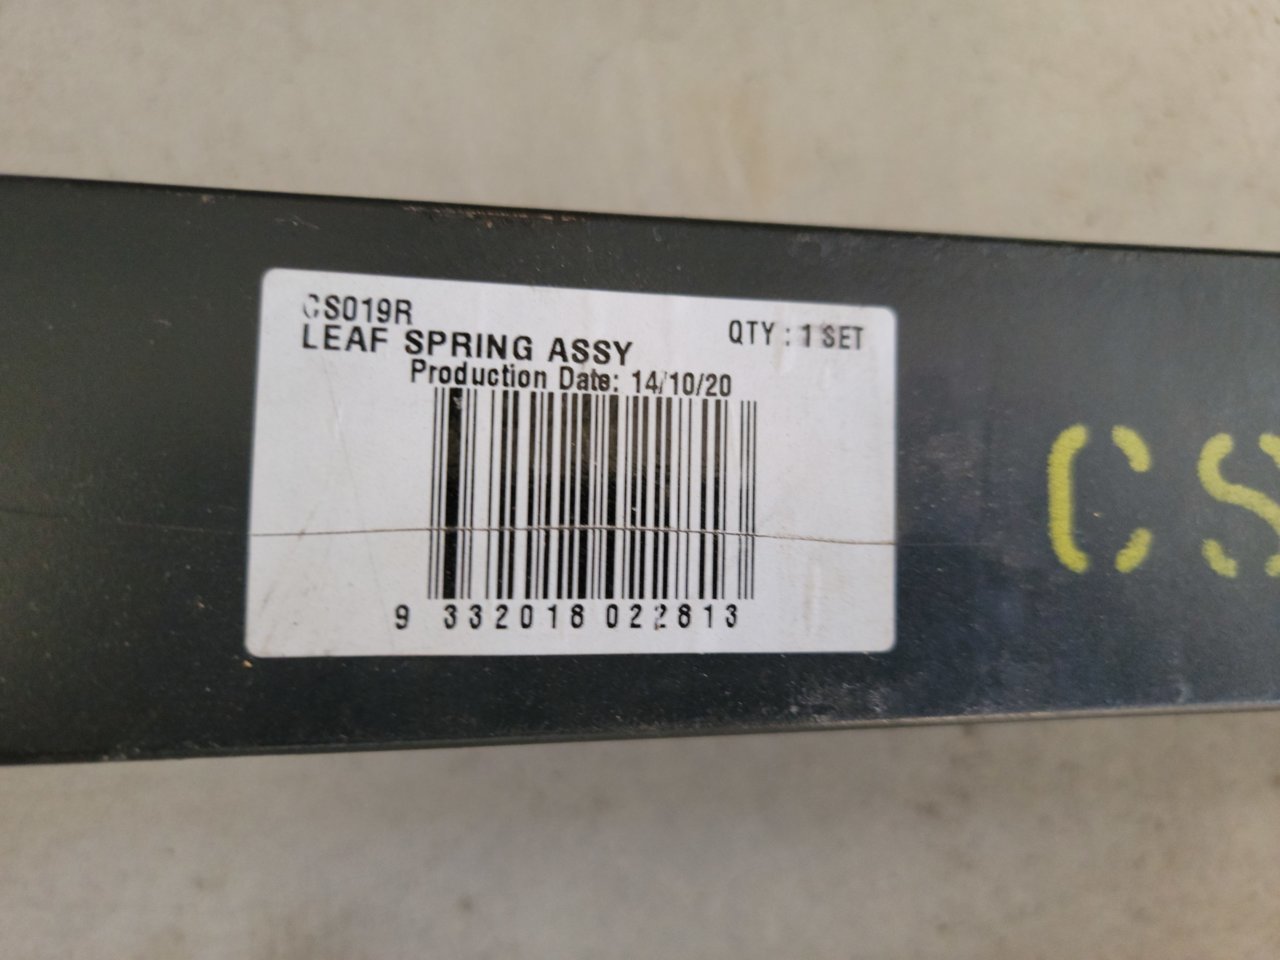 CS019R
QTY : 1 SET
LEAF SPRING ASSY
Production Date: 14/10/20
9 332018 022813
CS